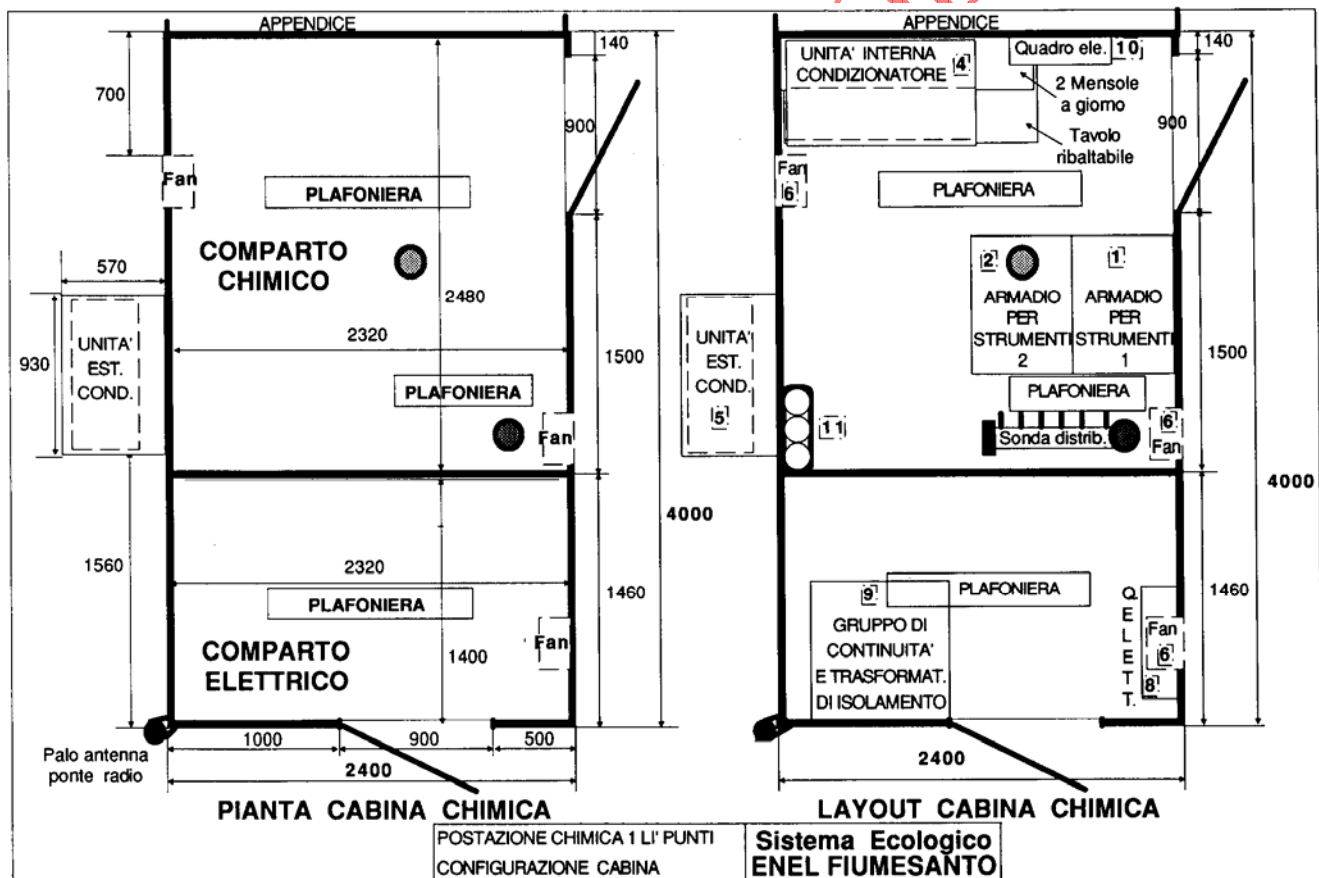 APPENDICE
140
700
900
Fan
PLAFONIERA
COMPARTO
CHIMICO
570
2480
930
UNITA'
EST.
COND.
2320
1500
PLAFONIERA
Fan
4000
1560
2320
1460
PLAFONIERA
Fan
COMPARTO
ELETTRICO
1400
Palo antenna
ponte radio
1000
900
500
2400
PIANTA CABINA CHIMICA
APPENDICE
UNITA' INTERNA
CONDIZIONATORE
4
Quadro ele.
10
140
2 Mensole
a giorno
900
Tavolo
ribaltabile
Fan
6
PLAFONIERA
2
1
ARMADIO
PER
STRUMENTI
2
ARMADIO
PER
STRUMENTI
1
UNITA'
EST.
COND.
5
1500
PLAFONIERA
11
Sonda distrib.
6
Fan
4000
PLAFONIERA
1460
9
GRUPPO DI
CONTINUITA'
E TRASFORMAT.
DI ISOLAMENTO
Q.
E
L
E
T
T.
Fan
6
8
2400
LAYOUT CABINA CHIMICA
POSTAZIONE CHIMICA 1 LI' PUNTI
CONFIGURAZIONE CABINA
Sistema Ecologico
ENEL FIUMESANTO